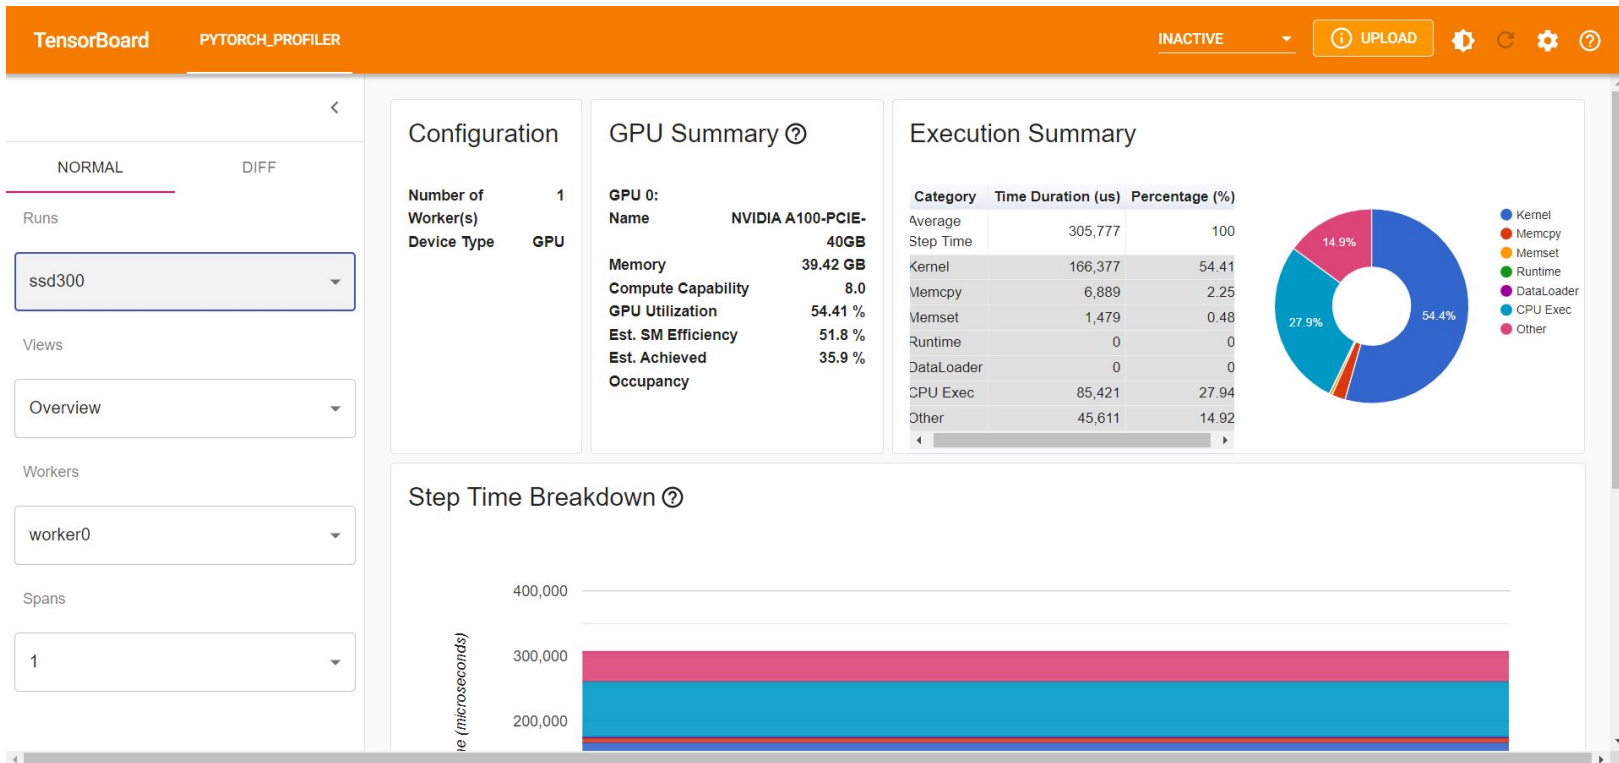 TensorBoard
PYTORCH_PROFILER
INACTIVE
UPLOAD
NORMAL DIFF
Runs
ssd300
Views
Overview
Workers
worker0
Spans
1
Configuration
Number of Worker(s) 1
Device Type GPU
GPU Summary
GPU 0:
Name NVIDIA A100-PCIE-
40GB
Memory 39.42 GB
Compute Capability 8.0
GPU Utilization 54.41 %
Est. SM Efficiency 51.8 %
Est. Achieved 35.9 %
Occupancy
Execution Summary
Category Time Duration (us) Percentage (%)
Average
Step Time 305,777 100
Kernel 166,377 54.41
Memcpy 6,889 2.25
Memset 1,479 0.48
Runtime 0 0
DataLoader 0 0
CPU Exec 85,421 27.94
Other 45,611 14.92
14.9%
27.9%
54.4%
Kernel
Memcpy
Memset
Runtime
DataLoader
CPU Exec
Other
Step Time Breakdown
400,000
300,000
200,000
(microseconds)